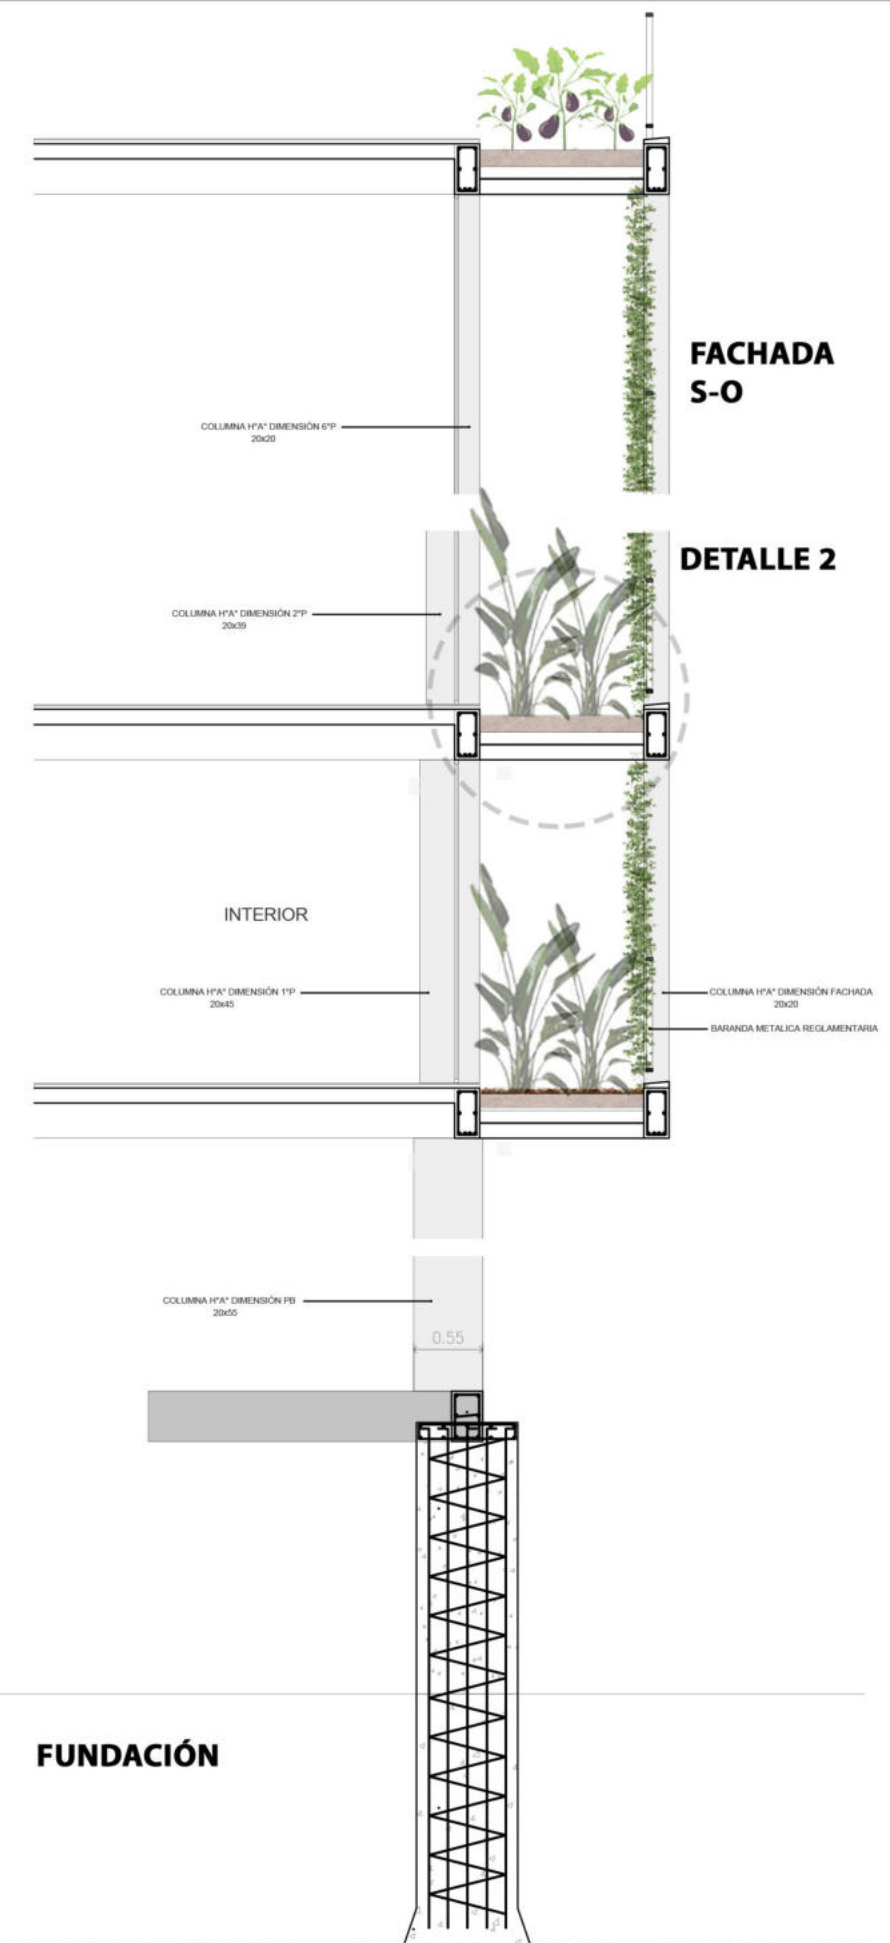 FACHADA
S-O
COLUMNA H°A° DIMENSIÓN 6°P
20x20
DETALLE 2
COLUMNA H°A° DIMENSIÓN 2°P
20x39
INTERIOR
COLUMNA H°A° DIMENSIÓN 1°P
20x45
COLUMNA H°A° DIMENSIÓN FACHADA
20x20
BARANDA METALICA REGLAMENTARIA
COLUMNA H°A° DIMENSIÓN PB
20x55
0.55
FUNDACIÓN